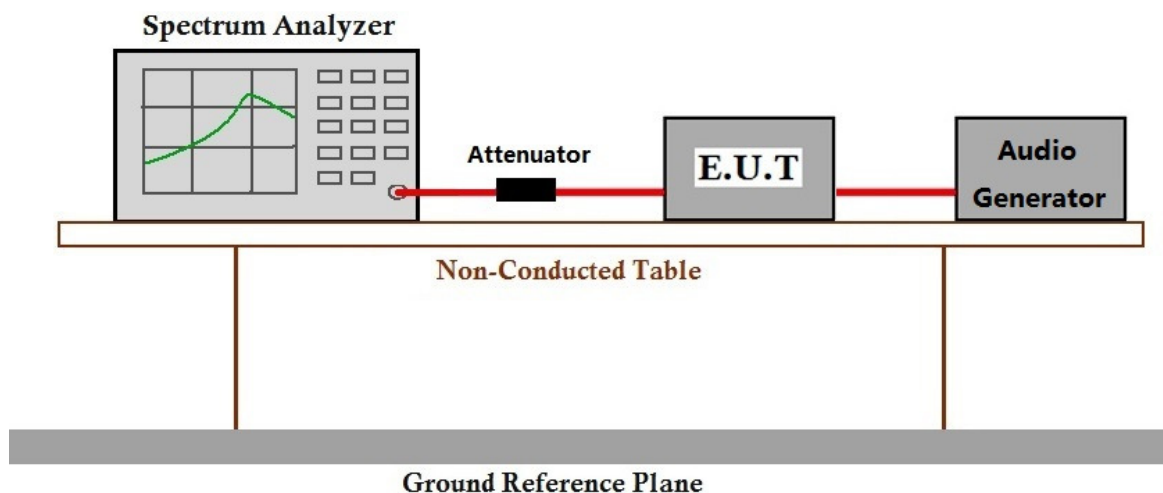 Spectrum Analyzer
Attenuator
E.U.T
Audio
Generator
Non-Conducted Table
Ground Reference Plane